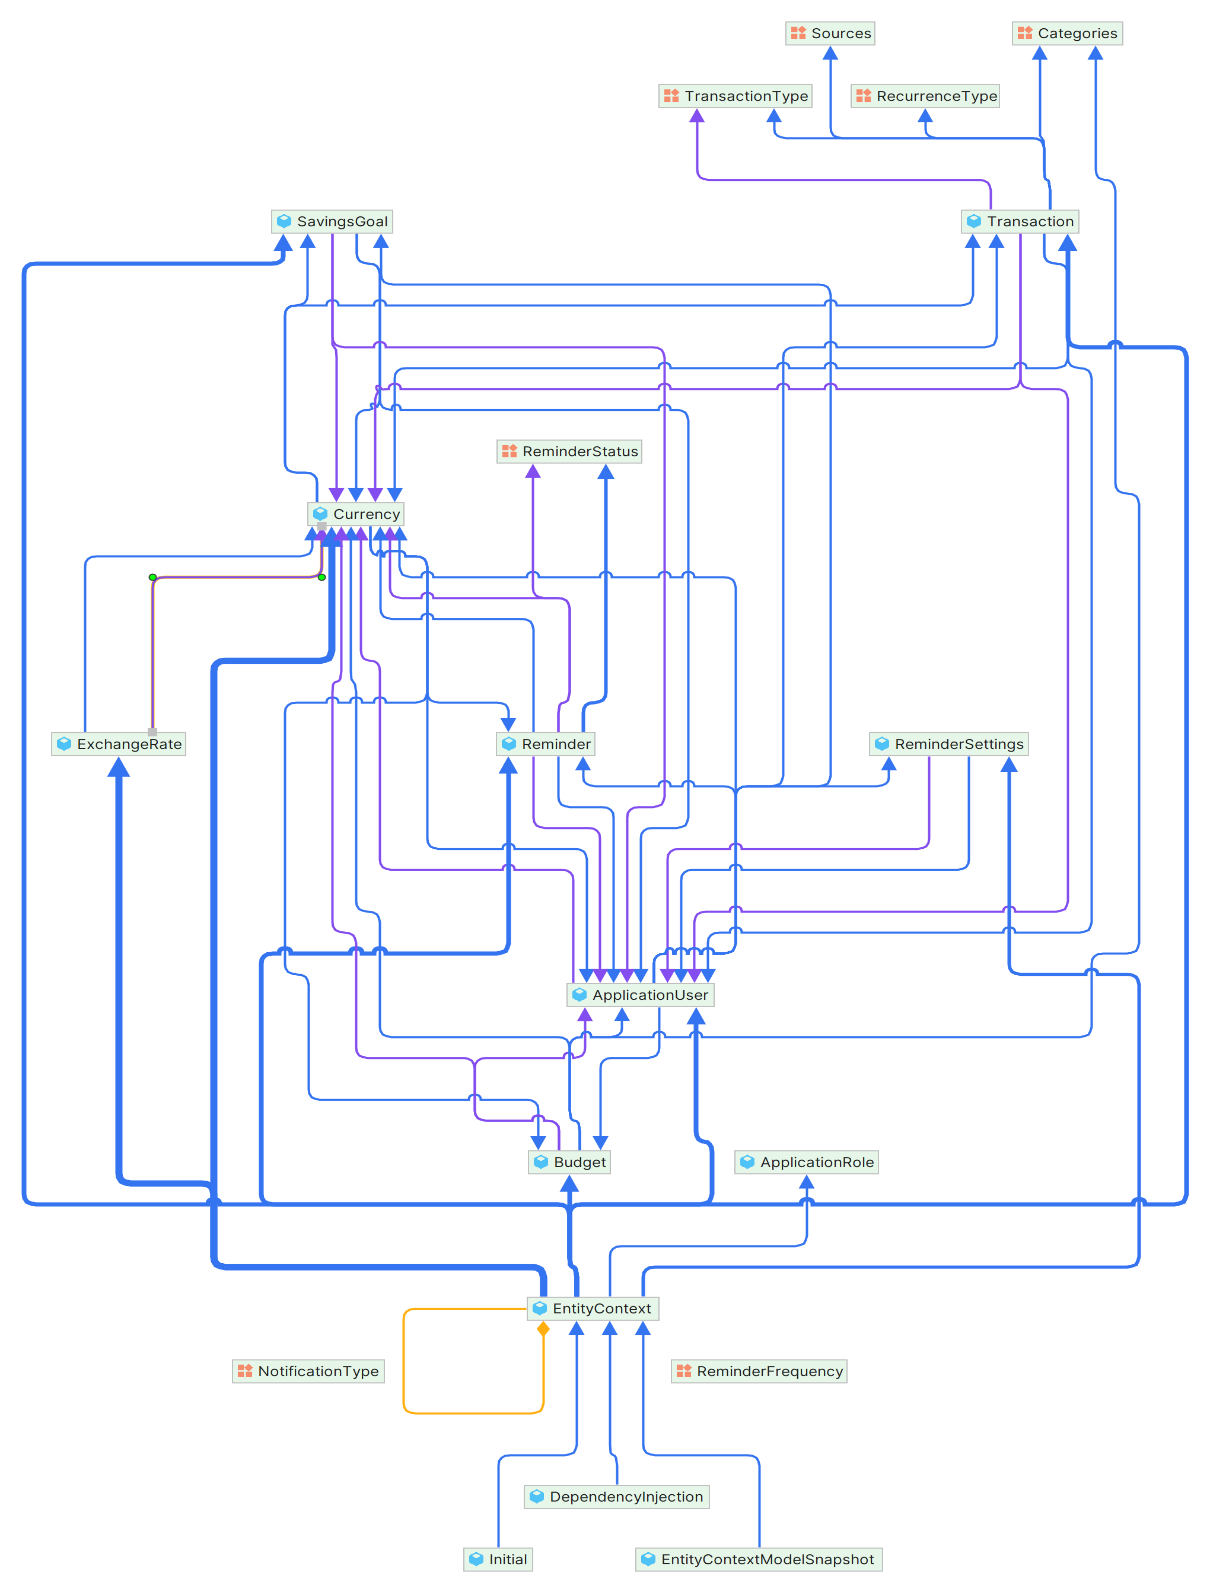 Sources
Categories
TransactionType
RecurrenceType
SavingsGoal
Transaction
ReminderStatus
Currency
ExchangeRate
Reminder
ReminderSettings
ApplicationUser
Budget
ApplicationRole
EntityContext
NotificationType
ReminderFrequency
DependencyInjection
Initial
EntityContextModelSnapshot